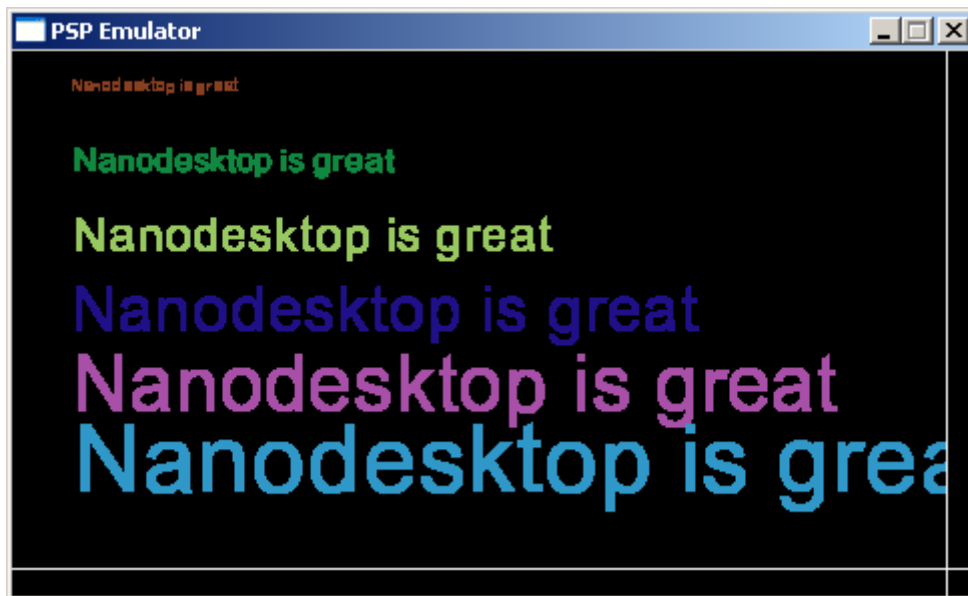 PSP Emulator
Nanodesktop is great
Nanodesktop is great
Nanodesktop is great
Nanodesktop is great
Nanodesktop is great
Nanodesktop is grea